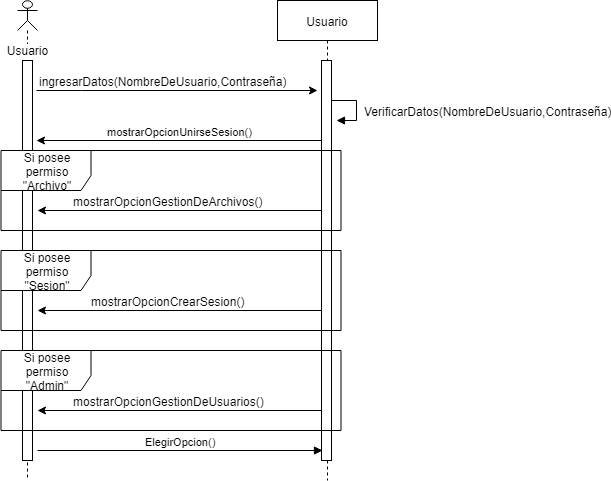 Usuario
Usuario
ingresarDatos(NombreDeUsuario,Contraseña)
VerificarDatos(NombreDeUsuario,Contraseña)
mostrarOpcionUnirseSesion()
Si posee
permiso
"Archivo"
mostrarOpcionGestionDeArchivos()
Si posee
permiso
"Sesion"
mostrarOpcionCrearSesion()
Si posee
permiso
"Admin"
mostrarOpcionGestionDeUsuarios()
ElegirOpcion()